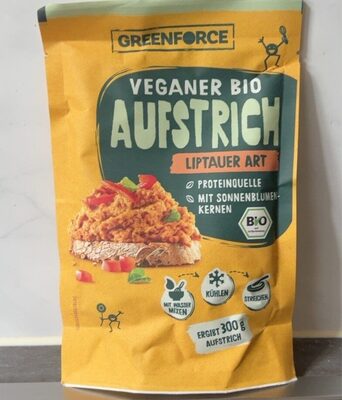 GREENFORCE
VEGANER BIO
AUFSTRICH
LIPTAUER ART
PROTEINQUELLE
MIT SONNENBLUMEN-
KERNEN
BIO
MIT WASSER
MIXEN
KÜHLEN
STREICHEN
ERGIBT 300 g
AUFSTRICH